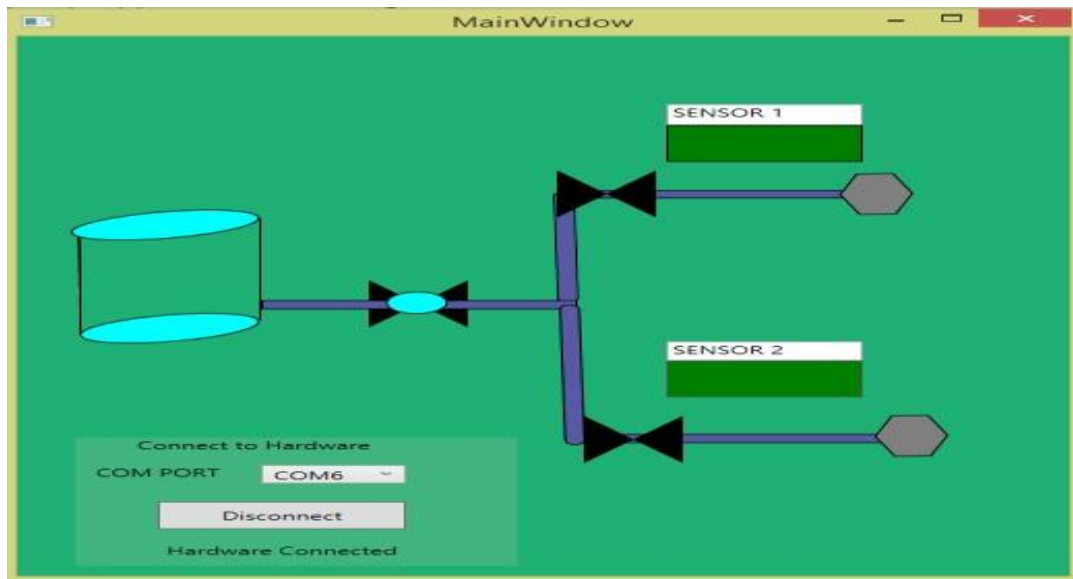 MainWindow
SENSOR 1
SENSOR 2
Connect to Hardware
COM PORT COM6
Disconnect
Hardware Connected